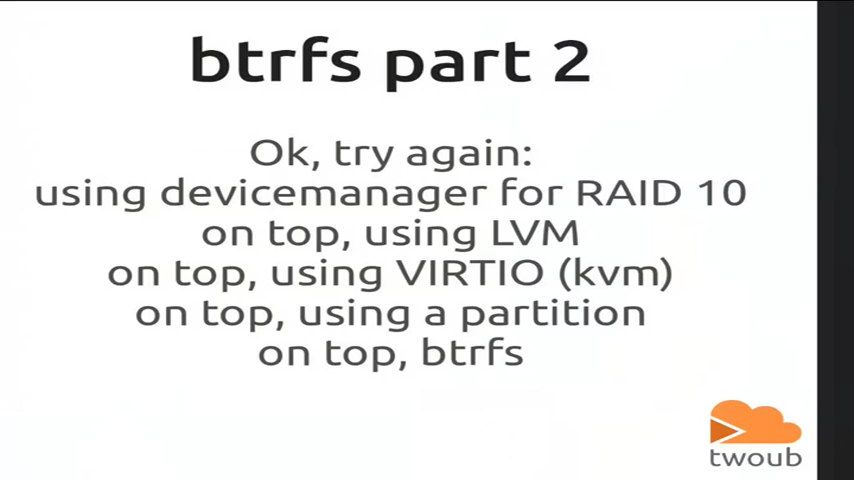 btrfs part 2
Ok, try again:
using devicemanager for RAID 10
on top, using LVM
on top, using VIRTIO (kvm)
on top, using a partition
on top, btrfs
twoub